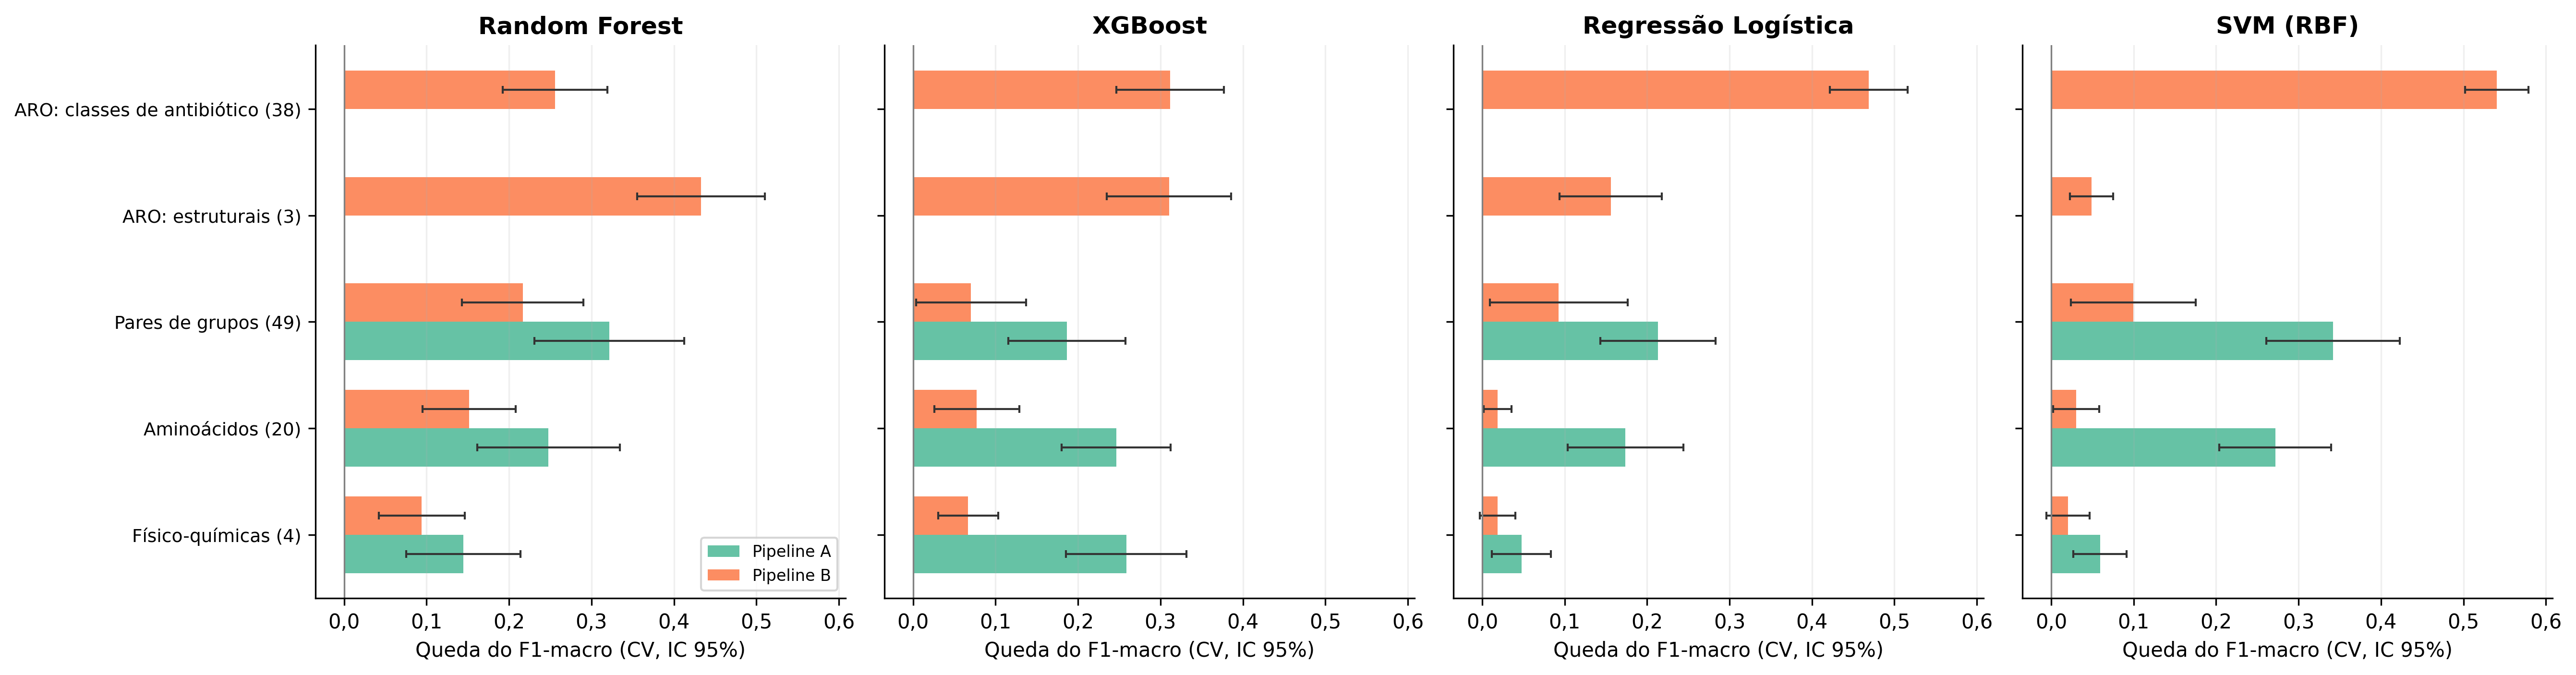 Random Forest
XGBoost
Regressão Logística
SVM (RBF)
ARO: classes de antibiótico (38)
ARO: estruturais (3)
Pares de grupos (49)
Aminoácidos (20)
Físico-químicas (4)
Pipeline A
Pipeline B
0,0 0,1 0,2 0,3 0,4 0,5 0,6
0,0 0,1 0,2 0,3 0,4 0,5 0,6
0,0 0,1 0,2 0,3 0,4 0,5 0,6
0,0 0,1 0,2 0,3 0,4 0,5 0,6
Queda do F1-macro (CV, IC 95%)
Queda do F1-macro (CV, IC 95%)
Queda do F1-macro (CV, IC 95%)
Queda do F1-macro (CV, IC 95%)